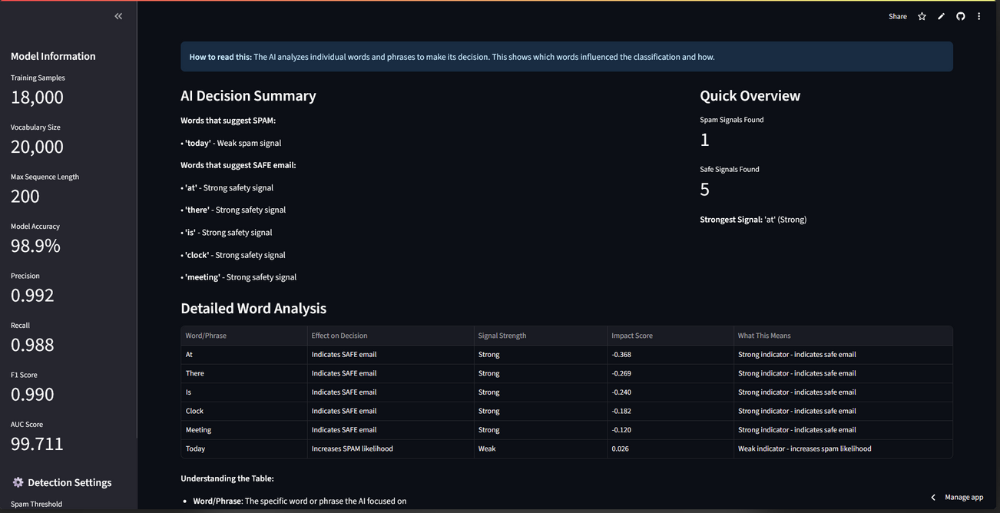 Share
Model Information
Training Samples
18,000
Vocabulary Size
20,000
Max Sequence Length
200
Model Accuracy
98.9%
Precision
0.992
Recall
0.988
F1 Score
0.990
AUC Score
99.711
Detection Settings
Spam Threshold
How to read this: The AI analyzes individual words and phrases to make its decision. This shows which words influenced the classification and how.
AI Decision Summary
Words that suggest SPAM:
• 'today' - Weak spam signal
Words that suggest SAFE email:
• 'at' - Strong safety signal
• 'there' - Strong safety signal
• 'is' - Strong safety signal
• 'clock' - Strong safety signal
• 'meeting' - Strong safety signal
Quick Overview
Spam Signals Found
1
Safe Signals Found
5
Strongest Signal: 'at' (Strong)
Detailed Word Analysis
Word/Phrase Effect on Decision Signal Strength Impact Score What This Means
At Indicates SAFE email Strong -0.368 Strong indicator - indicates safe email
There Indicates SAFE email Strong -0.269 Strong indicator - indicates safe email
Is Indicates SAFE email Strong -0.240 Strong indicator - indicates safe email
Clock Indicates SAFE email Strong -0.182 Strong indicator - indicates safe email
Meeting Indicates SAFE email Strong -0.120 Strong indicator - indicates safe email
Today Increases SPAM likelihood Weak 0.026 Weak indicator - increases spam likelihood
Understanding the Table:
• Word/Phrase: The specific word or phrase the AI focused on
Manage app